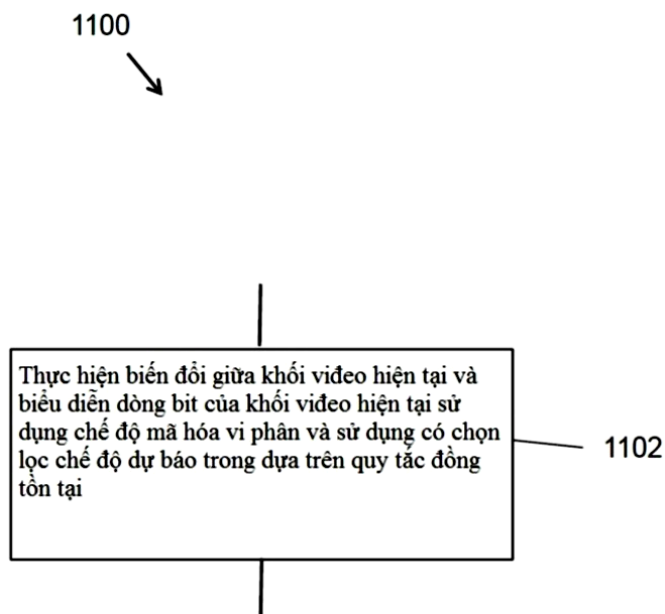 1100
Thực hiện biến đổi giữa khối viđeo hiện tại và
biểu diễn dòng bit của khối viđeo hiện tại sử
dụng chế độ mã hóa vi phân và sử dụng có chọn
lọc chế độ dự báo trong dựa trên quy tắc đồng
tồn tại
1102